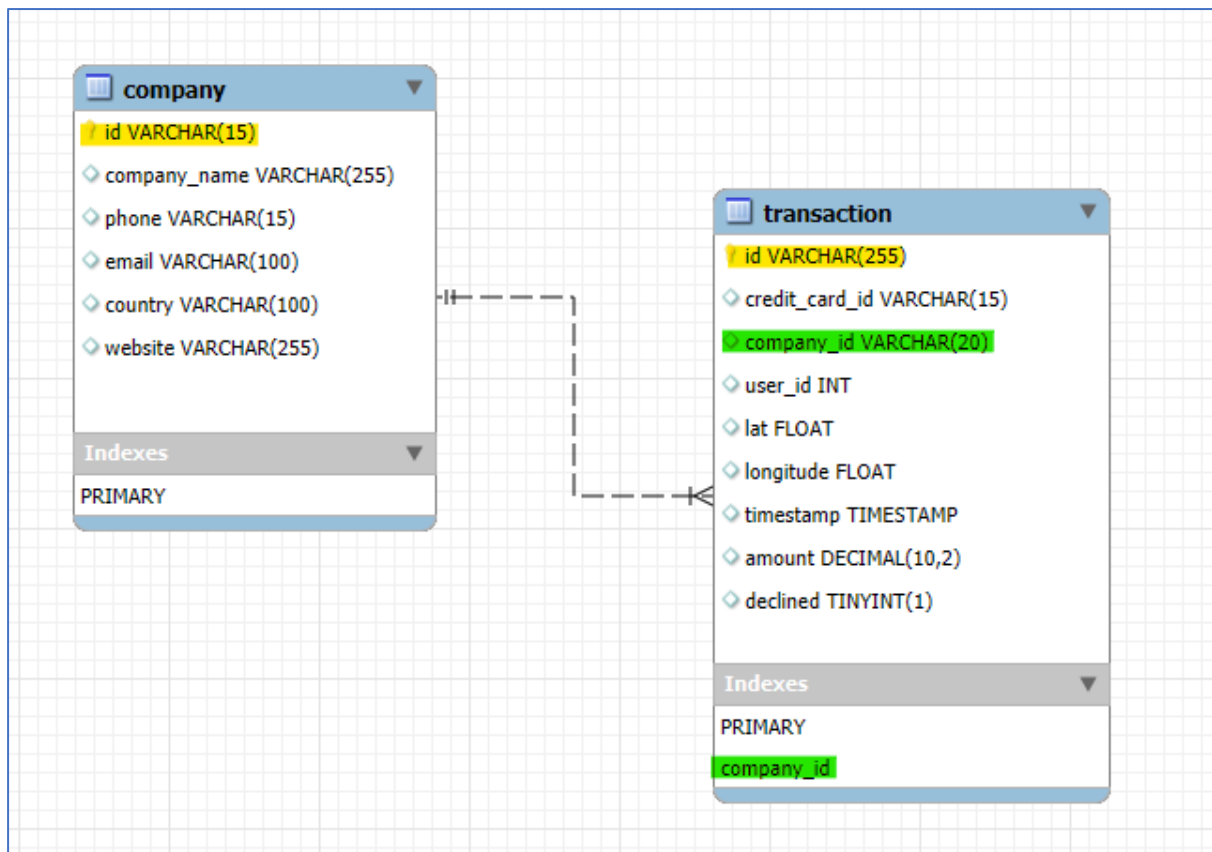 company
id VARCHAR(15)
company_name VARCHAR(255)
phone VARCHAR(15)
email VARCHAR(100)
country VARCHAR(100)
website VARCHAR(255)
Indexes
PRIMARY
transaction
id VARCHAR(255)
credit_card_id VARCHAR(15)
company_id VARCHAR(20)
user_id INT
lat FLOAT
longitude FLOAT
timestamp TIMESTAMP
amount DECIMAL(10,2)
declined TINYINT(1)
Indexes
PRIMARY
company_id